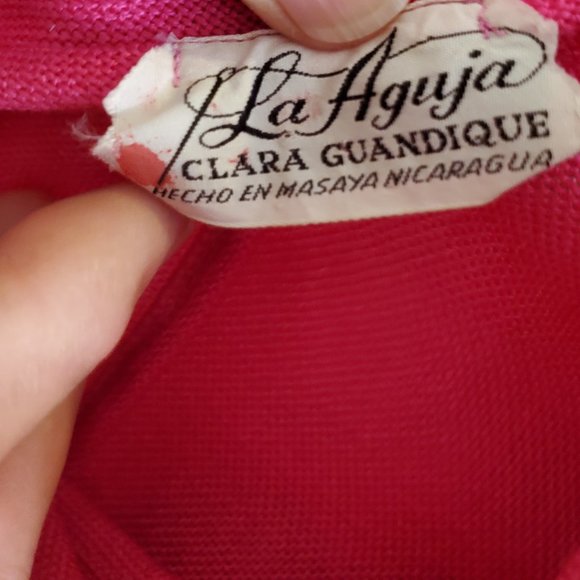 La Aguja
CLARA GUANDIQUE
HECHO EN MASAYA NICARAGUA